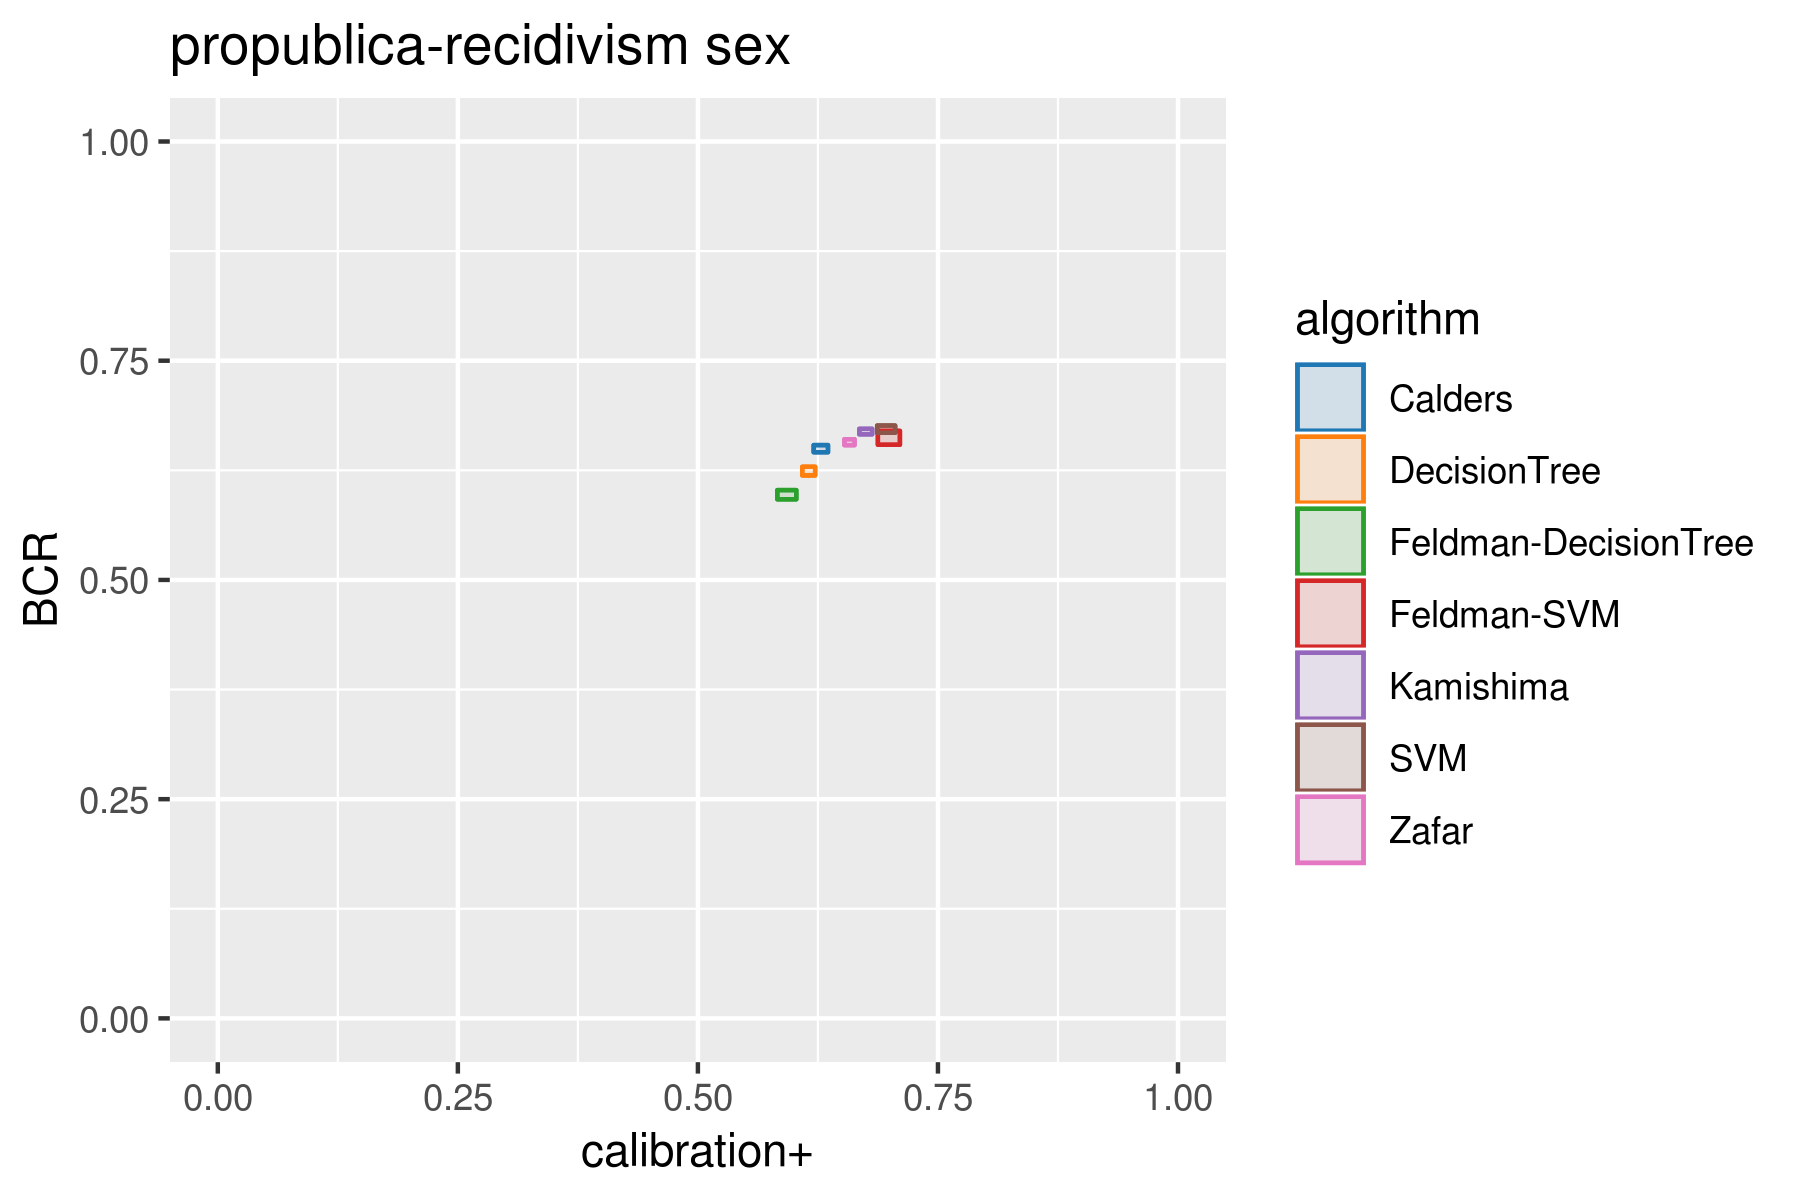 propublica-recidivism sex
1.00
0.75
0.50
0.25
0.00
BCR
0.00 0.25 0.50 0.75 1.00
calibration+
algorithm
Calders
DecisionTree
Feldman-DecisionTree
Feldman-SVM
Kamishima
SVM
Zafar